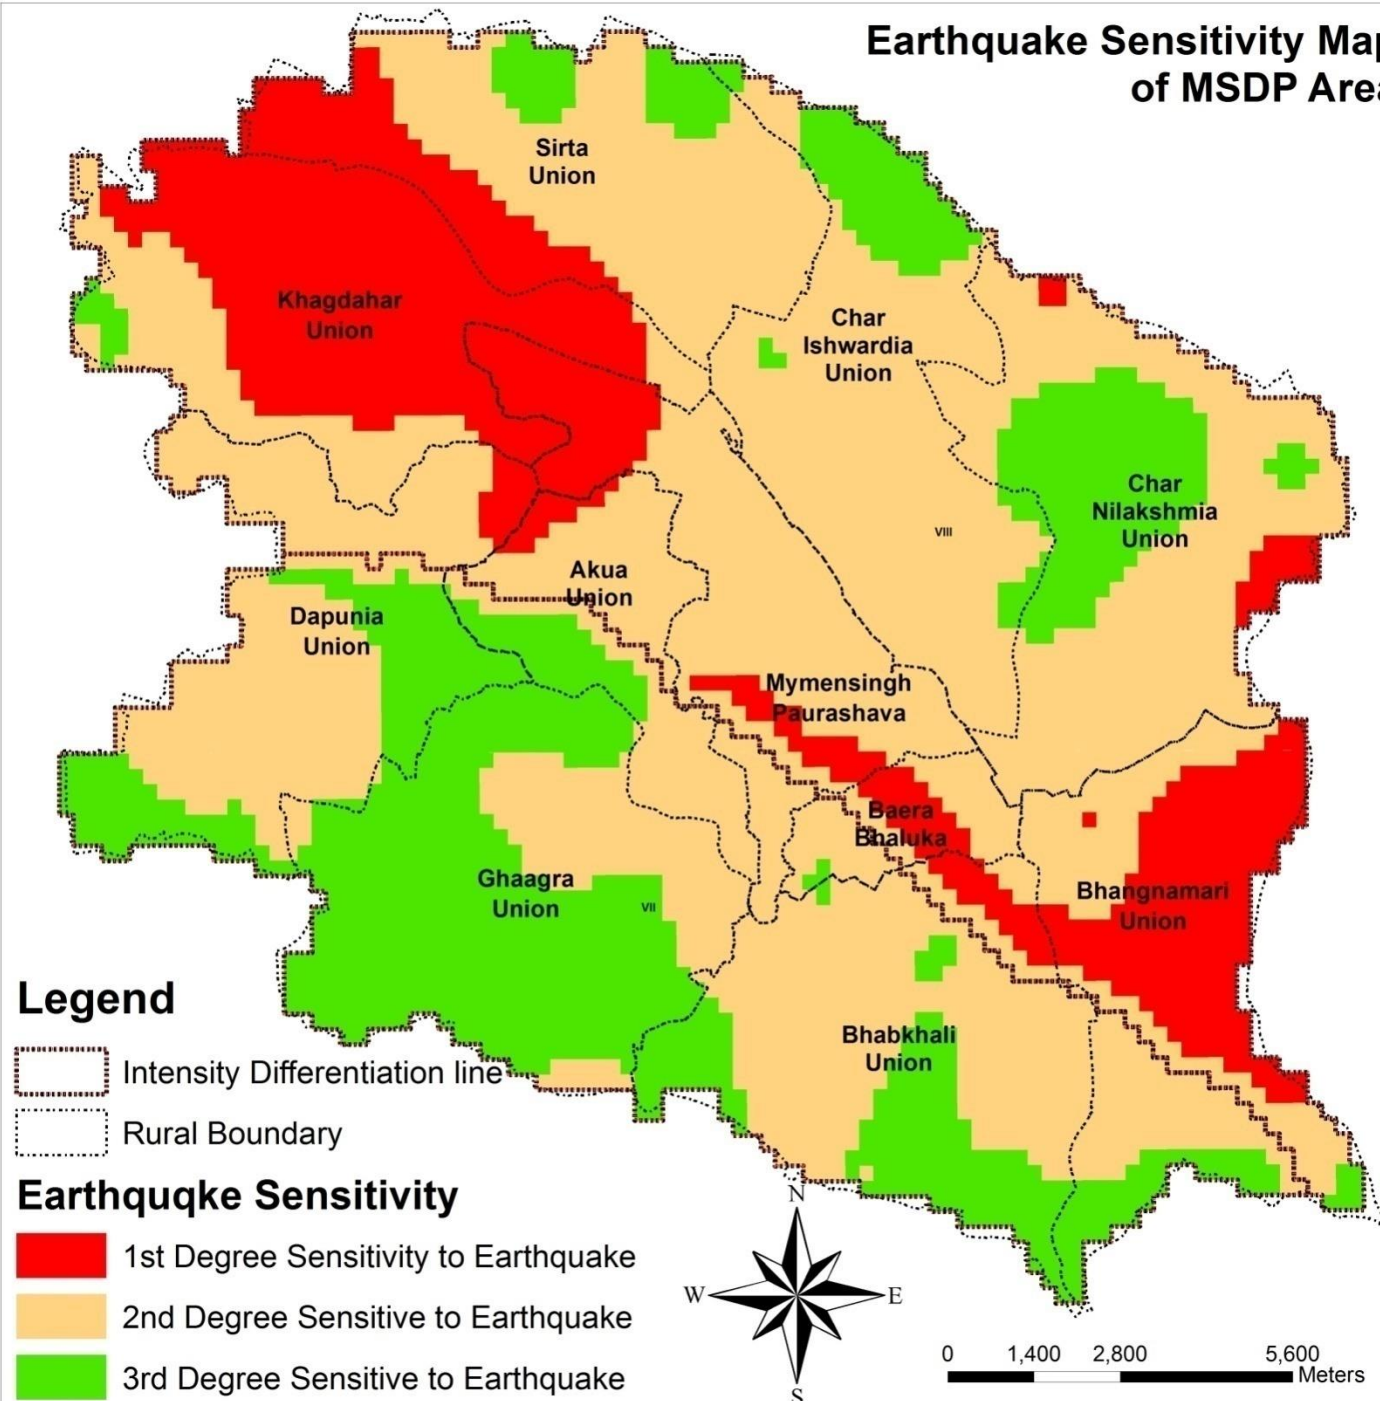 Earthquake Sensitivity Map
of MSDP Area
Sirta
Union
Khagdahar
Union
Char
Ishwardia
Union
Char
Nilakshmia
Union
VIII
Akua
Union
Dapunia
Union
Mymensingh
Paurashava
Baera
Bhaluka
Ghaagra
Union
VII
Bhangnamari
Union
Bhabkhali
Union
Legend
Intensity Differentiation line
Rural Boundary
Earthquqke Sensitivity
1st Degree Sensitivity to Earthquake
2nd Degree Sensitive to Earthquake
3rd Degree Sensitive to Earthquake
N
W
E
S
0 1,400 2,800 5,600
Meters